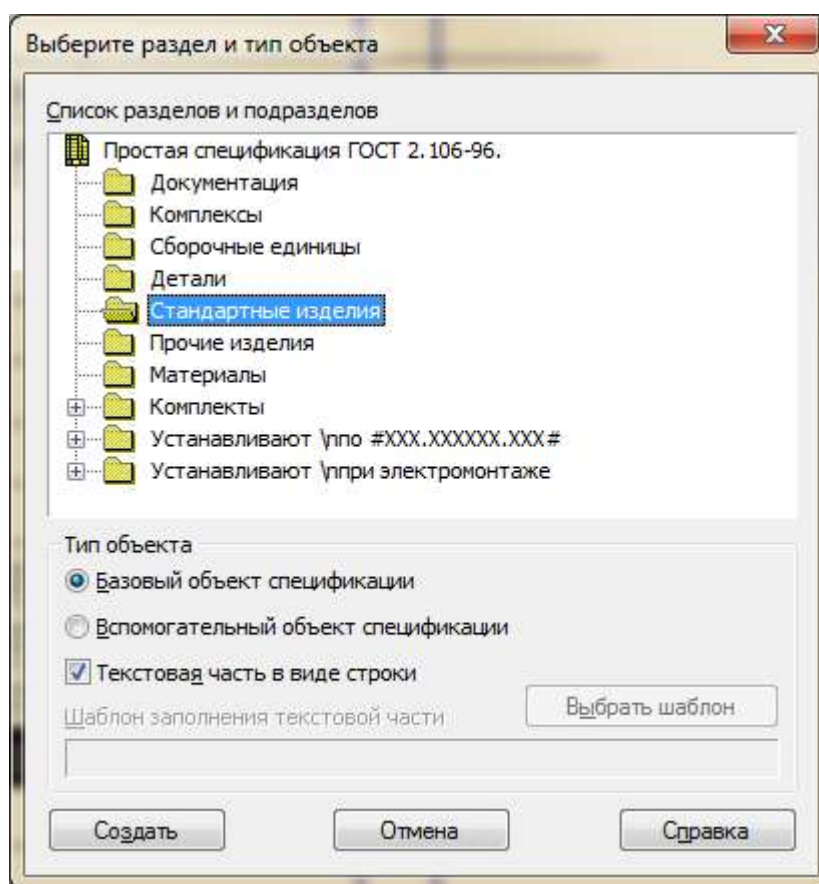 Выберите раздел и тип объекта
Список разделов и подразделов
Простая спецификация ГОСТ 2.106-96.
Документация
Комплексы
Сборочные единицы
Детали
Стандартные изделия
Прочие изделия
Материалы
Комплекты
Устанавливают \nпо #XXX.XXXXXX.XXX#
Устанавливают \nпри электромонтаже
Тип объекта
Базовый объект спецификации
Вспомогательный объект спецификации
Текстовая часть в виде строки
Шаблон заполнения текстовой части
Выбрать шаблон
Создать Отмена Справка